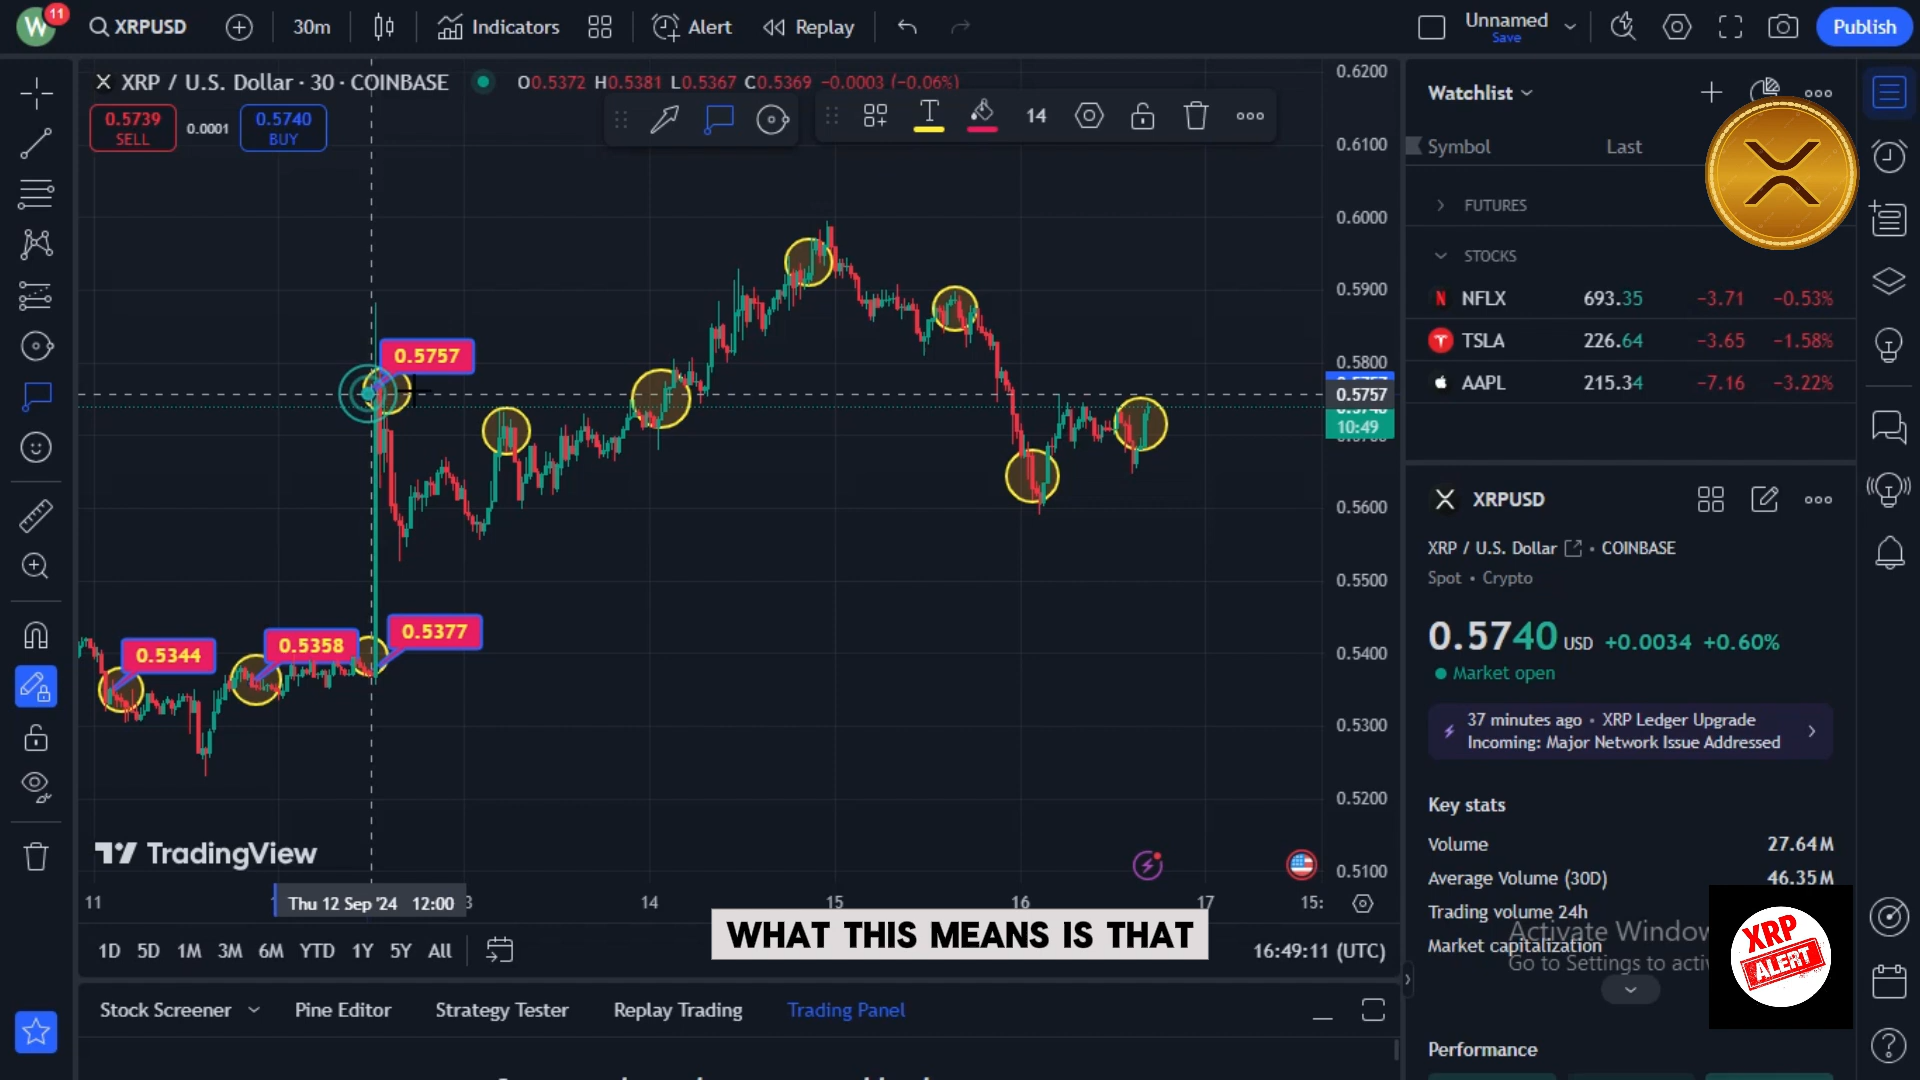 W
11
XRPUSD
30m
Indicators
Alert
Replay
Unnamed
Save
Publish
XRP / U.S. Dollar · 30 · COINBASE
O0.5372 H0.5381 L0.5367 C0.5369 −0.0003 (−0.06%)
0.5739
SELL
0.0001
0.5740
BUY
T
14
0.6200
0.6100
0.6000
0.5900
0.5800
0.5757
10:49
0.5600
0.5500
0.5400
0.5300
0.5200
0.5100
0.5757
0.5344
0.5358
0.5377
TradingView
11
Thu 12 Sep '24 12:00
14
15
16
17
15:
WHAT THIS MEANS IS THAT
1D 5D 1M 3M 6M YTD 1Y 5Y All
16:49:11 (UTC)
Stock Screener
Pine Editor
Strategy Tester
Replay Trading
Trading Panel
Watchlist
Symbol Last
FUTURES
STOCKS
NFLX 693.35 −3.71 −0.53%
TSLA 226.64 −3.65 −1.58%
AAPL 215.34 −7.16 −3.22%
XRPUSD
XRP / U.S. Dollar • COINBASE
Spot • Crypto
0.5740 USD +0.0034 +0.60%
Market open
37 minutes ago • XRP Ledger Upgrade
Incoming: Major Network Issue Addressed
Key stats
Volume 27.64M
Average Volume (30D) 46.35M
Trading volume 24h
Market capitalization
Activate Window
Go to Settings to activ
XRP
ALERT
Performance